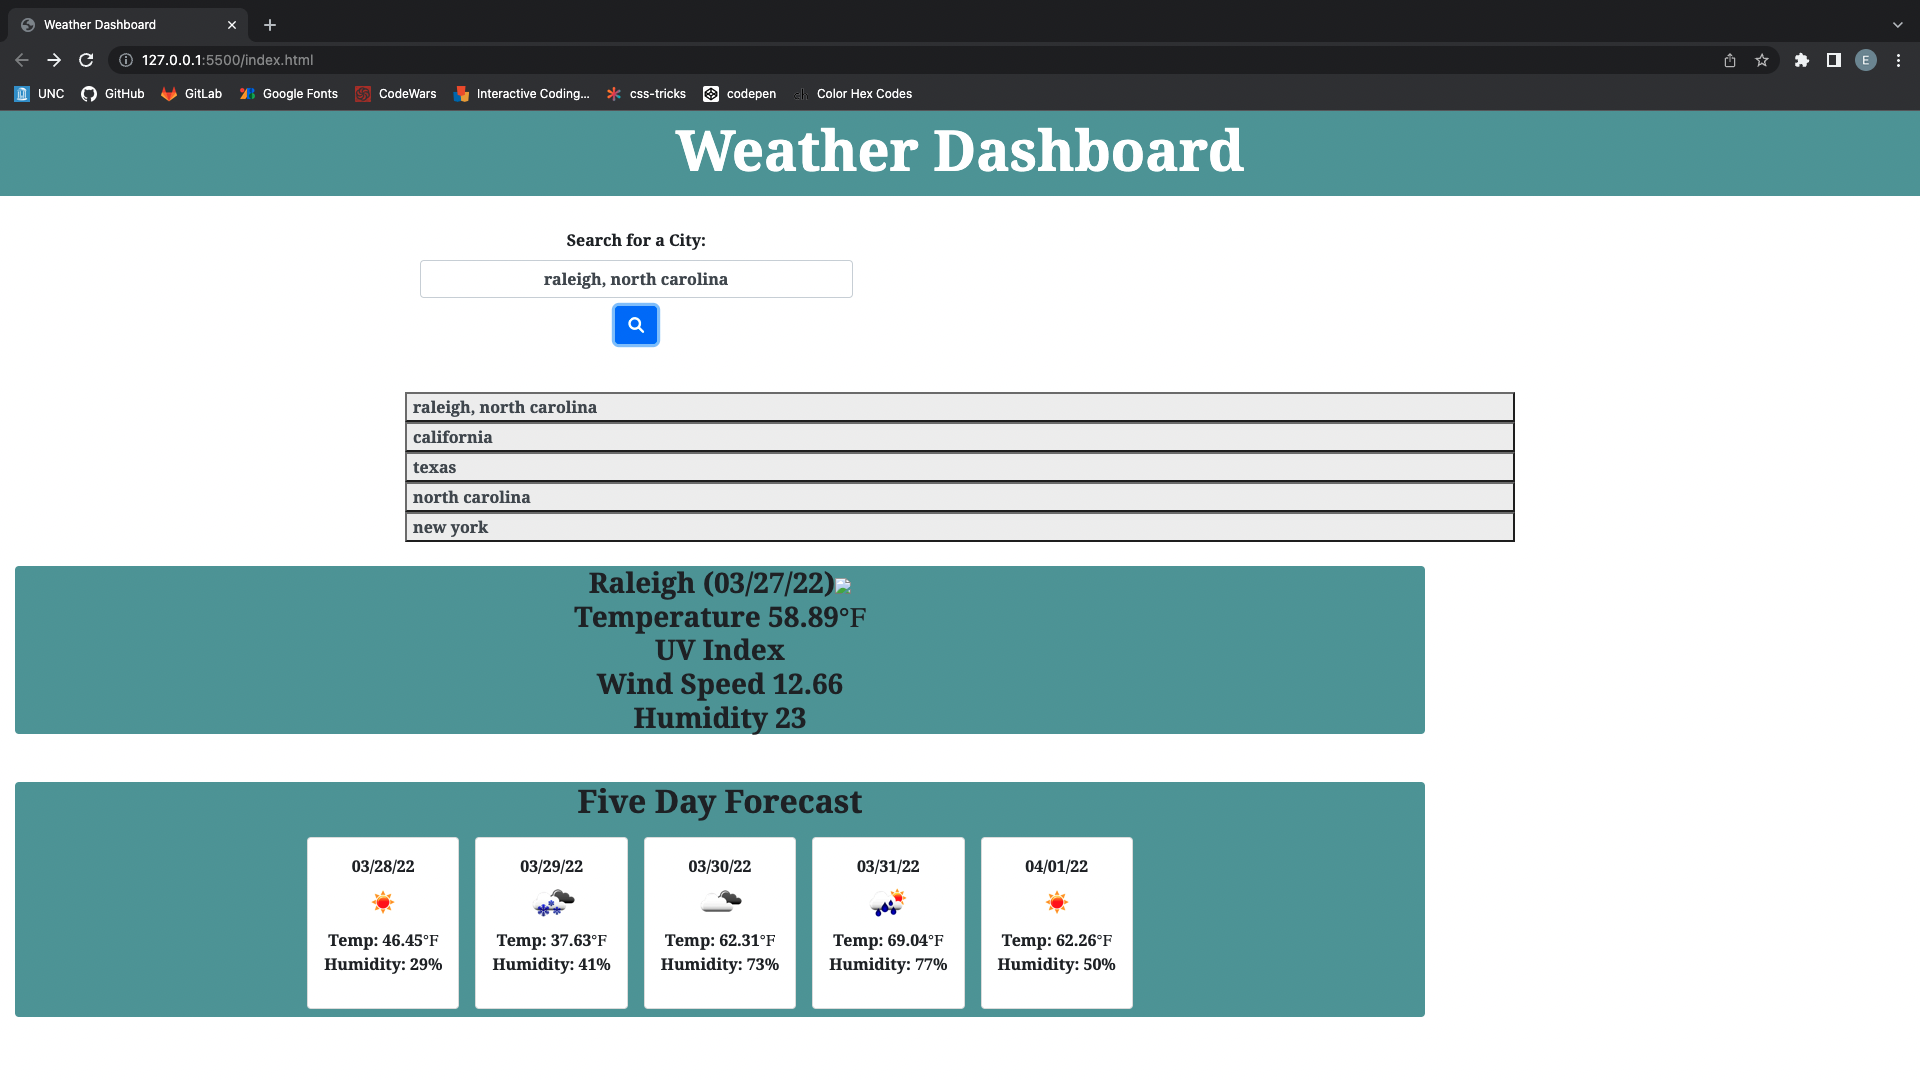 Weather Dashboard
127.0.0.1:5500/index.html
E
UNC GitHub GitLab Google Fonts CodeWars Interactive Coding... css-tricks codepen Color Hex Codes
Weather Dashboard
Search for a City:
raleigh, north carolina
raleigh, north carolina
california
texas
north carolina
new york
Raleigh (03/27/22)
Temperature 58.89°F
UV Index
Wind Speed 12.66
Humidity 23
Five Day Forecast
03/28/22 03/29/22 03/30/22 03/31/22 04/01/22
Temp: 46.45°F Temp: 37.63°F Temp: 62.31°F Temp: 69.04°F Temp: 62.26°F
Humidity: 29% Humidity: 41% Humidity: 73% Humidity: 77% Humidity: 50%